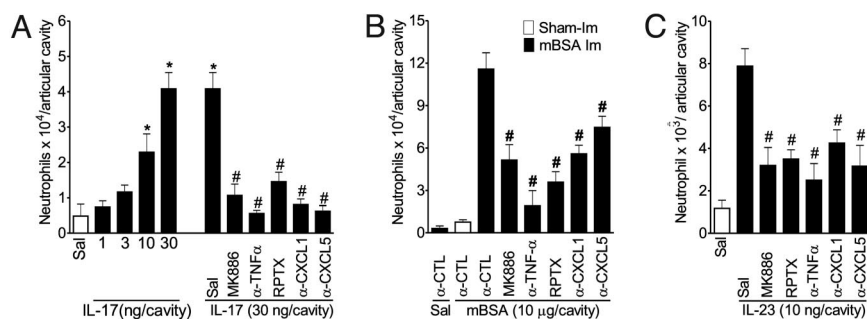 A
Neutrophils x 10⁴/articular cavity
6
5
4
3
2
1
0
* * *
# # # # #
Sal 1 3 10 30
IL-17(ng/cavity)
Sal MK886 α-TNFα RPTX α-CXCL1 α-CXCL5
IL-17 (30 ng/cavity)
B
Sham-Im
mBSA Im
Neutrophils x 10⁴/articular cavity
15
12
9
6
3
0
# # # # #
α-CTL α-CTL α-CTL MK886 TNF-α RPTX α-CXCL1 α-CXCL5
Sal mBSA (10 µg/cavity)
C
Neutrophil x 10³/ articular cavity
10
8
6
4
2
0
# # # # #
Sal Sal MK886 RPTX α-TNFα α-CXCL1 α-CXCL5
IL-23 (10 ng/cavity)